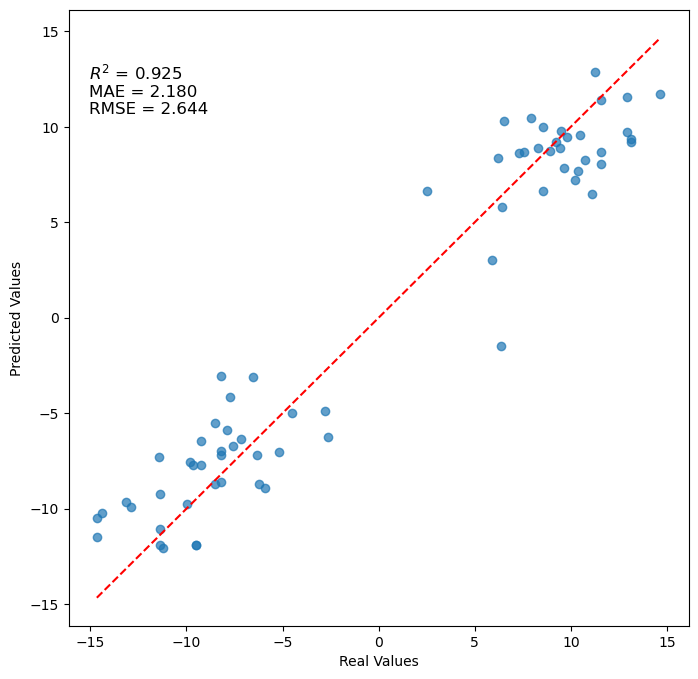 R² = 0.925
MAE = 2.180
RMSE = 2.644
15
10
5
0
−5
−10
−15
Predicted Values
−15 −10 −5 0 5 10 15
Real Values